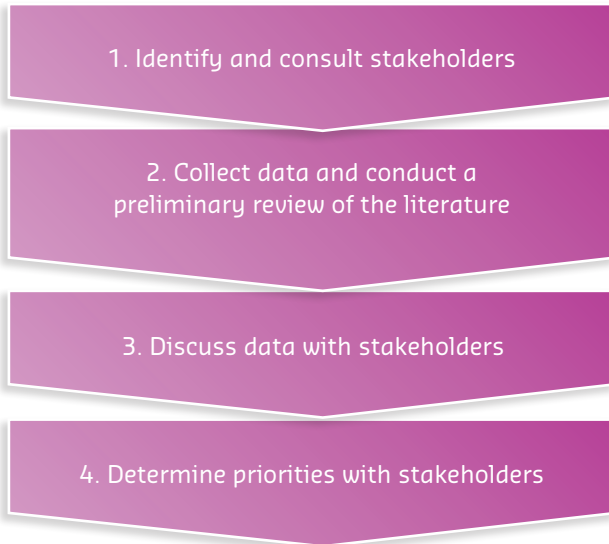 1. Identify and consult stakeholders
2. Collect data and conduct a
preliminary review of the literature
3. Discuss data with stakeholders
4. Determine priorities with stakeholders